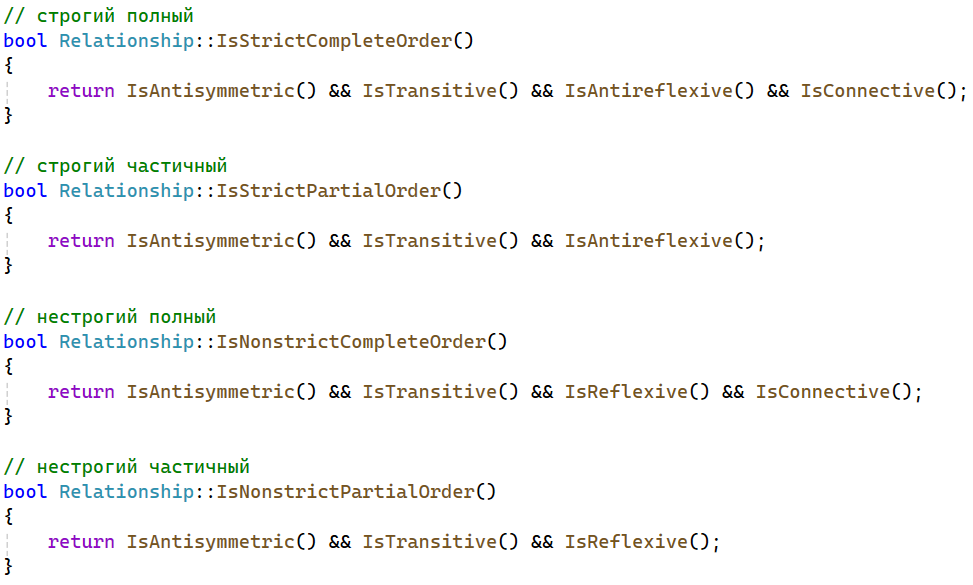 // строгий полный
bool Relationship::IsStrictCompleteOrder()
{
    return IsAntisymmetric() && IsTransitive() && IsAntireflexive() && IsConnective();
}

// строгий частичный
bool Relationship::IsStrictPartialOrder()
{
    return IsAntisymmetric() && IsTransitive() && IsAntireflexive();
}

// нестрогий полный
bool Relationship::IsNonstrictCompleteOrder()
{
    return IsAntisymmetric() && IsTransitive() && IsReflexive() && IsConnective();
}

// нестрогий частичный
bool Relationship::IsNonstrictPartialOrder()
{
    return IsAntisymmetric() && IsTransitive() && IsReflexive();
}